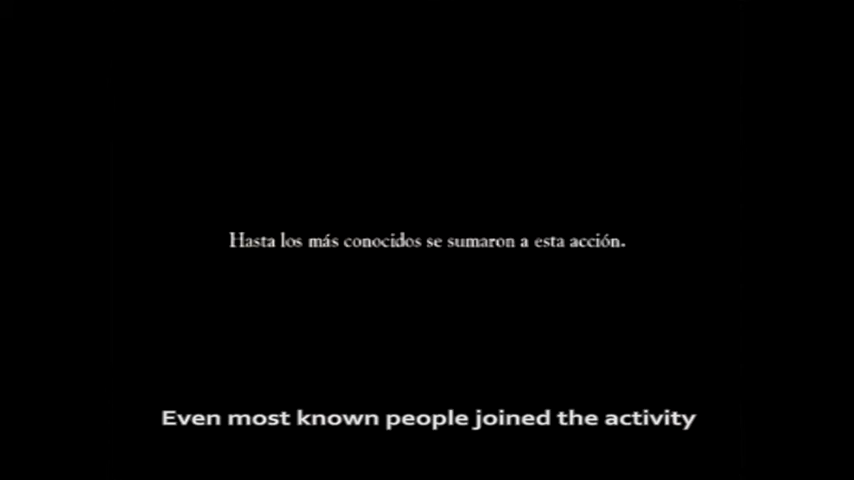 Hasta los más conocidos se sumaron a esta acción.
Even most known people joined the activity